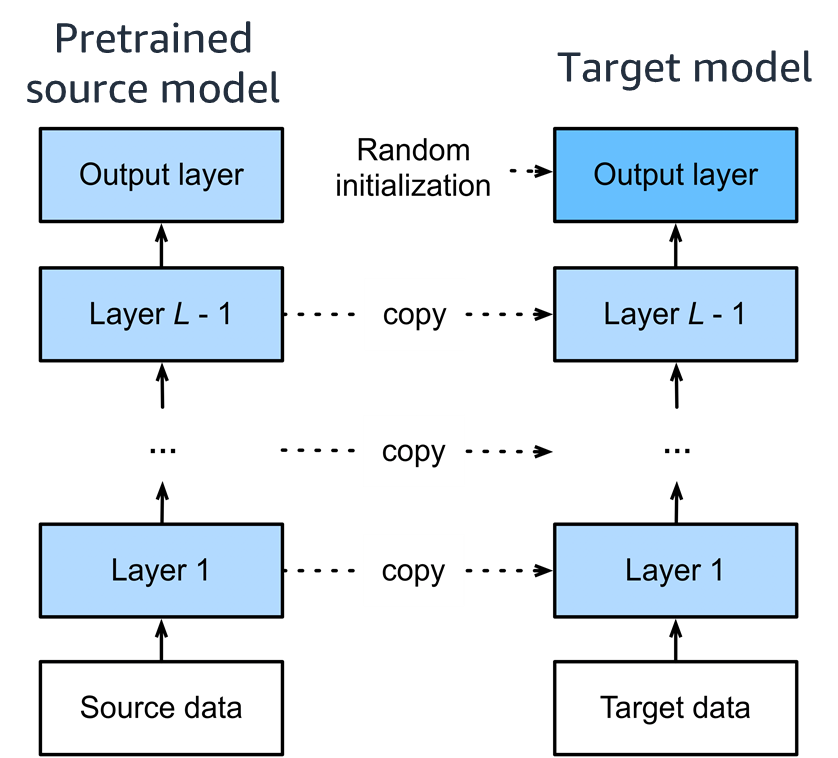 Pretrained
source model
Target model
Output layer
Random
initialization
Output layer
Layer L - 1
copy
Layer L - 1
...
copy
...
Layer 1
copy
Layer 1
Source data
Target data